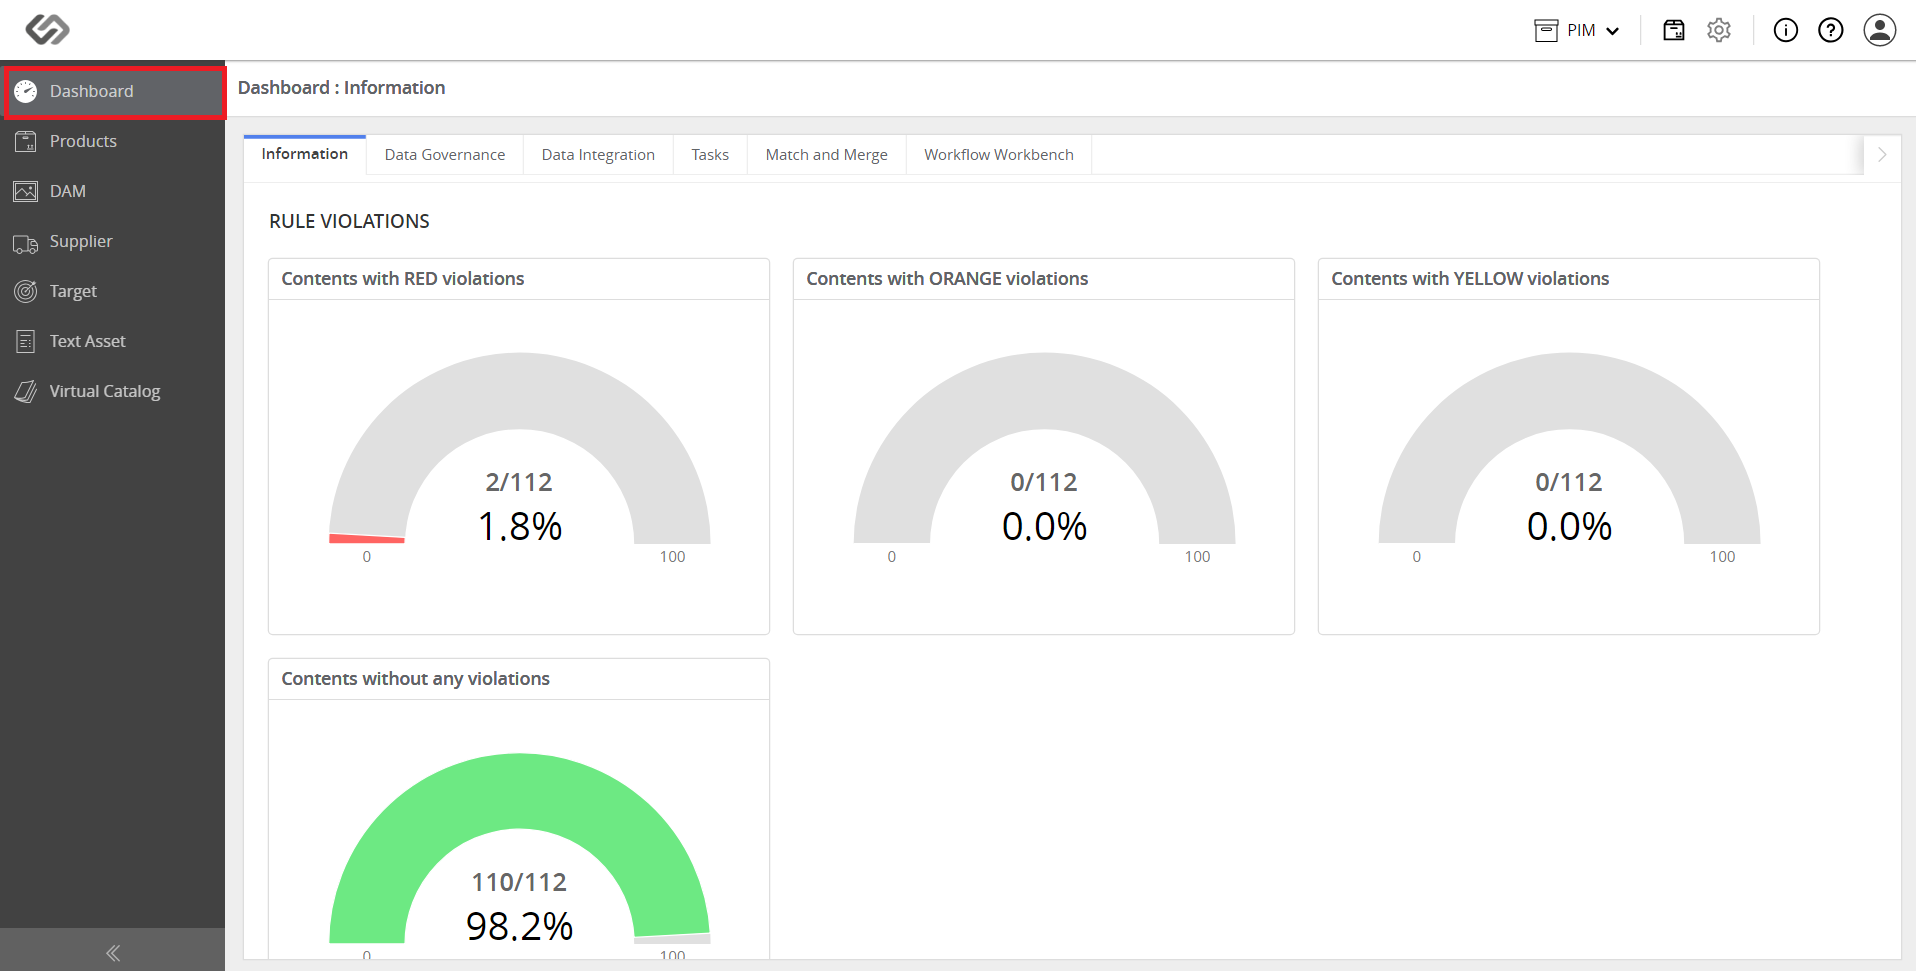 PIM
Dashboard
Products
DAM
Supplier
Target
Text Asset
Virtual Catalog
Dashboard : Information
Information Data Governance Data Integration Tasks Match and Merge Workflow Workbench
RULE VIOLATIONS
Contents with RED violations
2/112
1.8%
0 100
Contents with ORANGE violations
0/112
0.0%
0 100
Contents with YELLOW violations
0/112
0.0%
0 100
Contents without any violations
110/112
98.2%
0 100